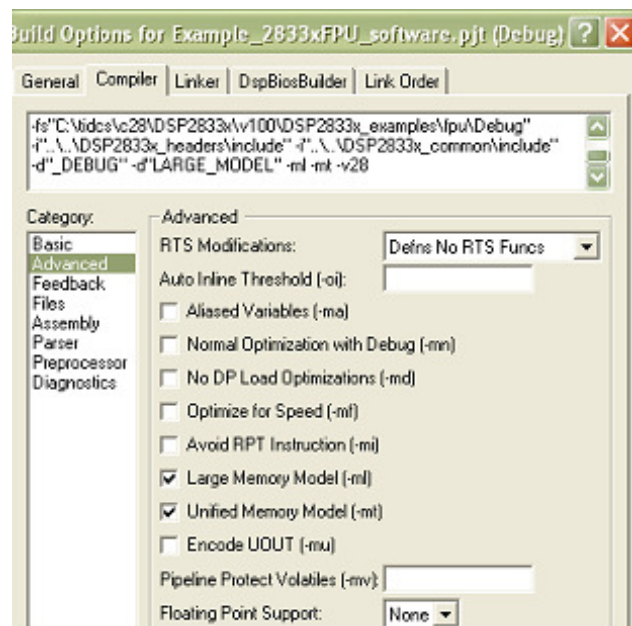 Build Options for Example_2833xFPU_software.pjt (Debug)
General Compiler Linker DspBiosBuilder Link Order
-fs"C:\tidcs\c28\DSP2833x\v100\DSP2833x_examples\fpu\Debug"
-i"..\..\DSP2833x_headers\include" -i"..\..\DSP2833x_common\include"
-d"_DEBUG" -d"LARGE_MODEL" -ml -mt -v28
Category:
Basic
Advanced
Feedback
Files
Assembly
Parser
Preprocessor
Diagnostics
Advanced
RTS Modifications: Defns No RTS Funcs
Auto Inline Threshold (-oi):
Aliased Variables (-ma)
Normal Optimization with Debug (-mn)
No DP Load Optimizations (-md)
Optimize for Speed (-mf)
Avoid RPT Instruction (-mi)
Large Memory Model (-ml)
Unified Memory Model (-mt)
Encode UOUT (-mu)
Pipeline Protect Volatiles (-mv):
Floating Point Support: None